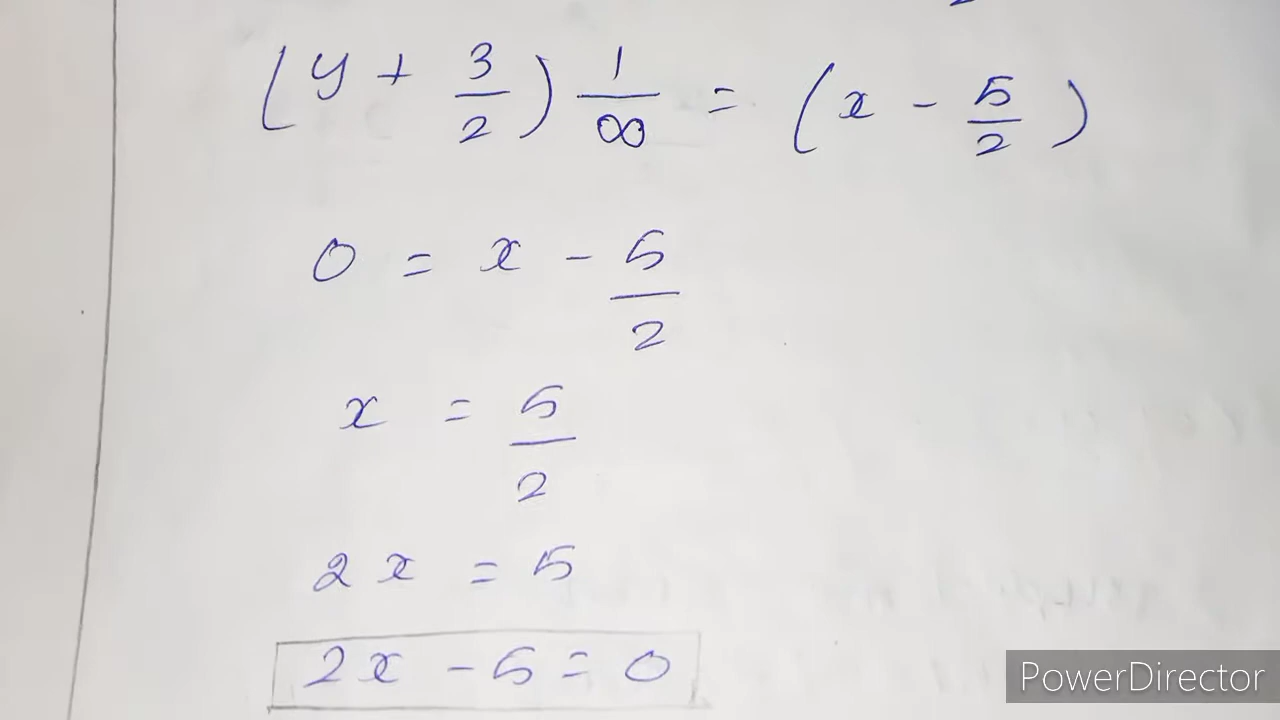 (y + 3/2) 1/∞ = (x - 5/2)
0 = x - 5/2
x = 5/2
2x = 5
2x - 5 = 0
PowerDirector